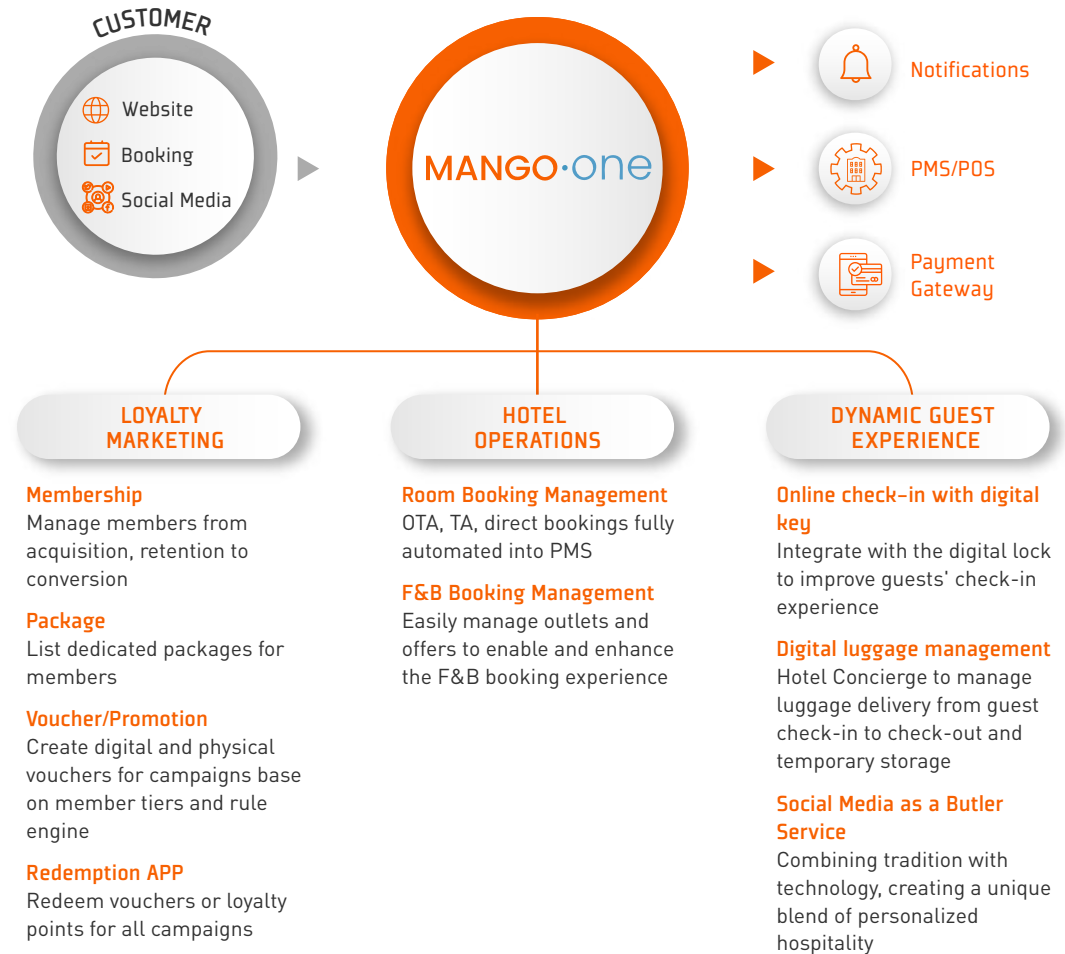 CUSTOMER
Website
Booking
Social Media
MANGO·one
Notifications
PMS/POS
Payment
Gateway
LOYALTY
MARKETING
Membership
Manage members from
acquisition, retention to
conversion
Package
List dedicated packages for
members
Voucher/Promotion
Create digital and physical
vouchers for campaigns base
on member tiers and rule
engine
Redemption APP
Redeem vouchers or loyalty
points for all campaigns
HOTEL
OPERATIONS
Room Booking Management
OTA, TA, direct bookings fully
automated into PMS
F&B Booking Management
Easily manage outlets and
offers to enable and enhance
the F&B booking experience
DYNAMIC GUEST
EXPERIENCE
Online check-in with digital
key
Integrate with the digital lock
to improve guests' check-in
experience
Digital luggage management
Hotel Concierge to manage
luggage delivery from guest
check-in to check-out and
temporary storage
Social Media as a Butler
Service
Combining tradition with
technology, creating a unique
blend of personalized
hospitality